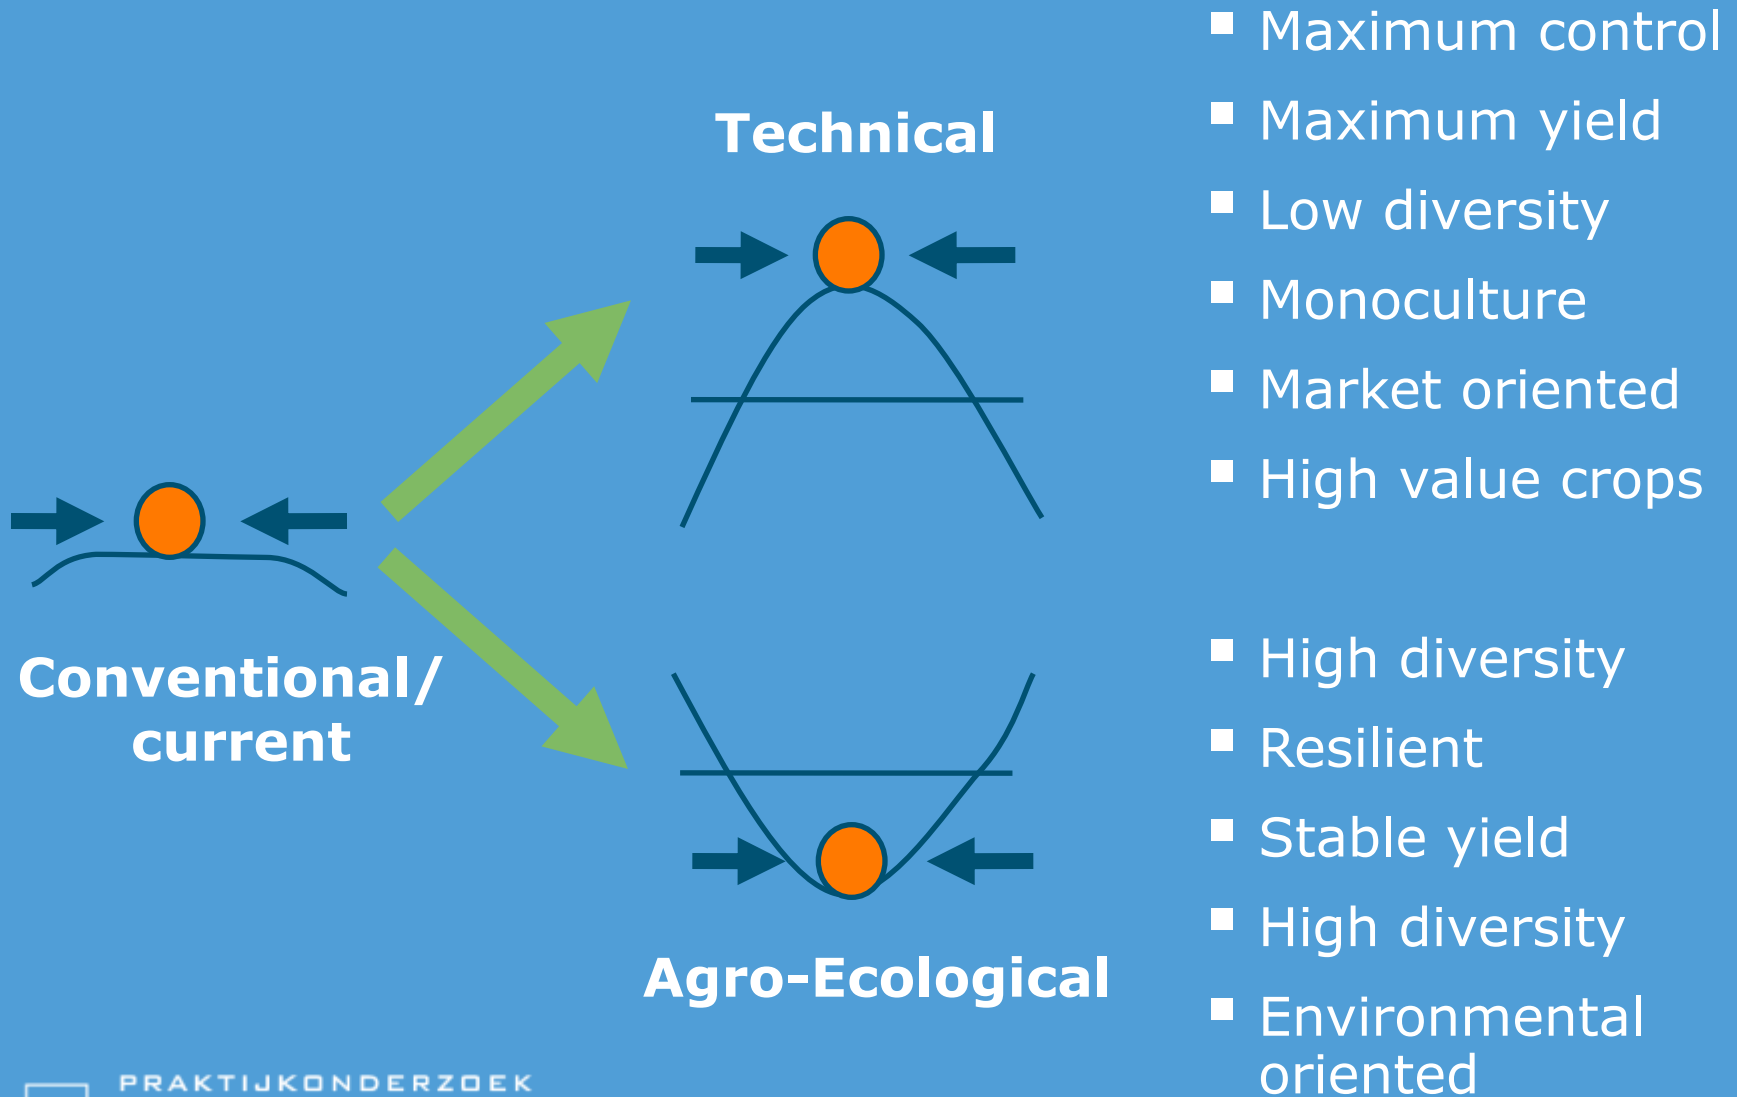 Maximum control
Maximum yield
Low diversity
Monoculture
Market oriented
High value crops
Technical
Conventional/
current
High diversity
Resilient
Stable yield
High diversity
Environmental
oriented
Agro-Ecological
PRAKTIJKONDERZOEK